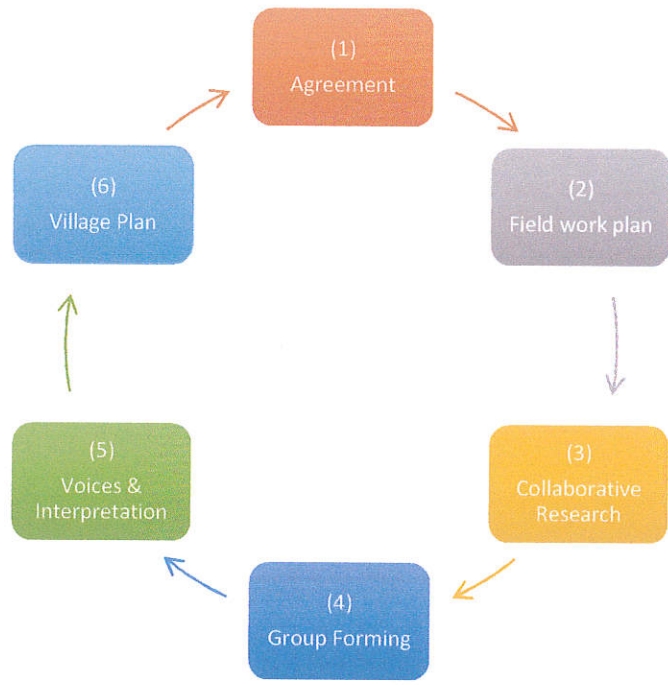 (1)
Agreement
(2)
Field work plan
(3)
Collaborative
Research
(4)
Group Forming
(5)
Voices &
Interpretation
(6)
Village Plan